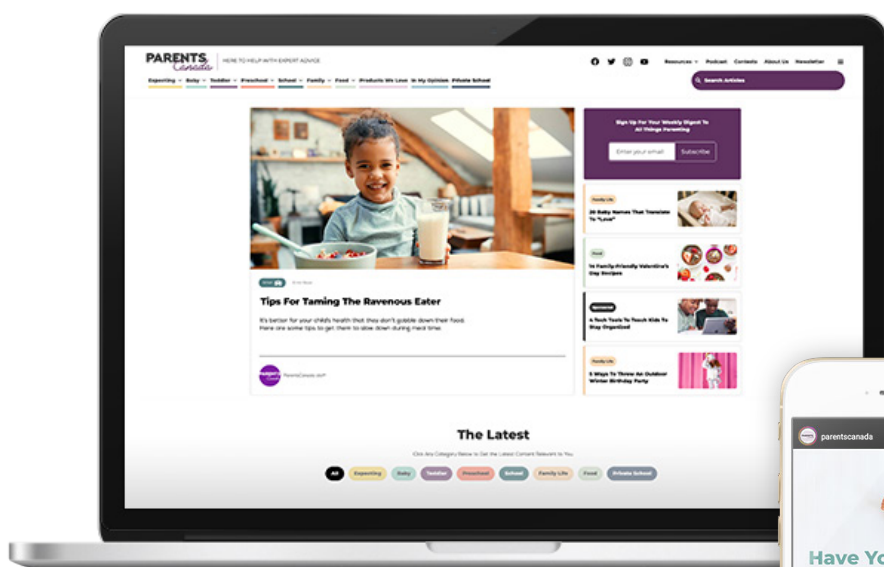 PARENTS
Canada
HERE TO HELP WITH EXPERT ADVICE
Resources Podcast Contests About Us Newsletter
Expecting Baby Toddler Preschool School Family Food Products We Love In My Opinion Private School
Search Articles
Sign Up For Your Weekly Digest To
All Things Parenting
Enter your email Subscribe
Family Life
20 Baby Names That Translate
To "Love"
Food
14 Family-Friendly Valentine's
Day Recipes
Sponsored
4 Tech Tools To Teach Kids To
Stay Organized
Family Life
5 Ways To Throw An Outdoor
Winter Birthday Party
Tips For Taming The Ravenous Eater
It's better for your child's health that they don't gobble down their food.
Here are some tips to get them to slow down during meal time.
ParentsCanada staff
The Latest
Click Any Category Below to Get the Latest Content Relevant to You
All Expecting Baby Toddler Preschool School Family Life Food Private School
parentscanada
Have Yo